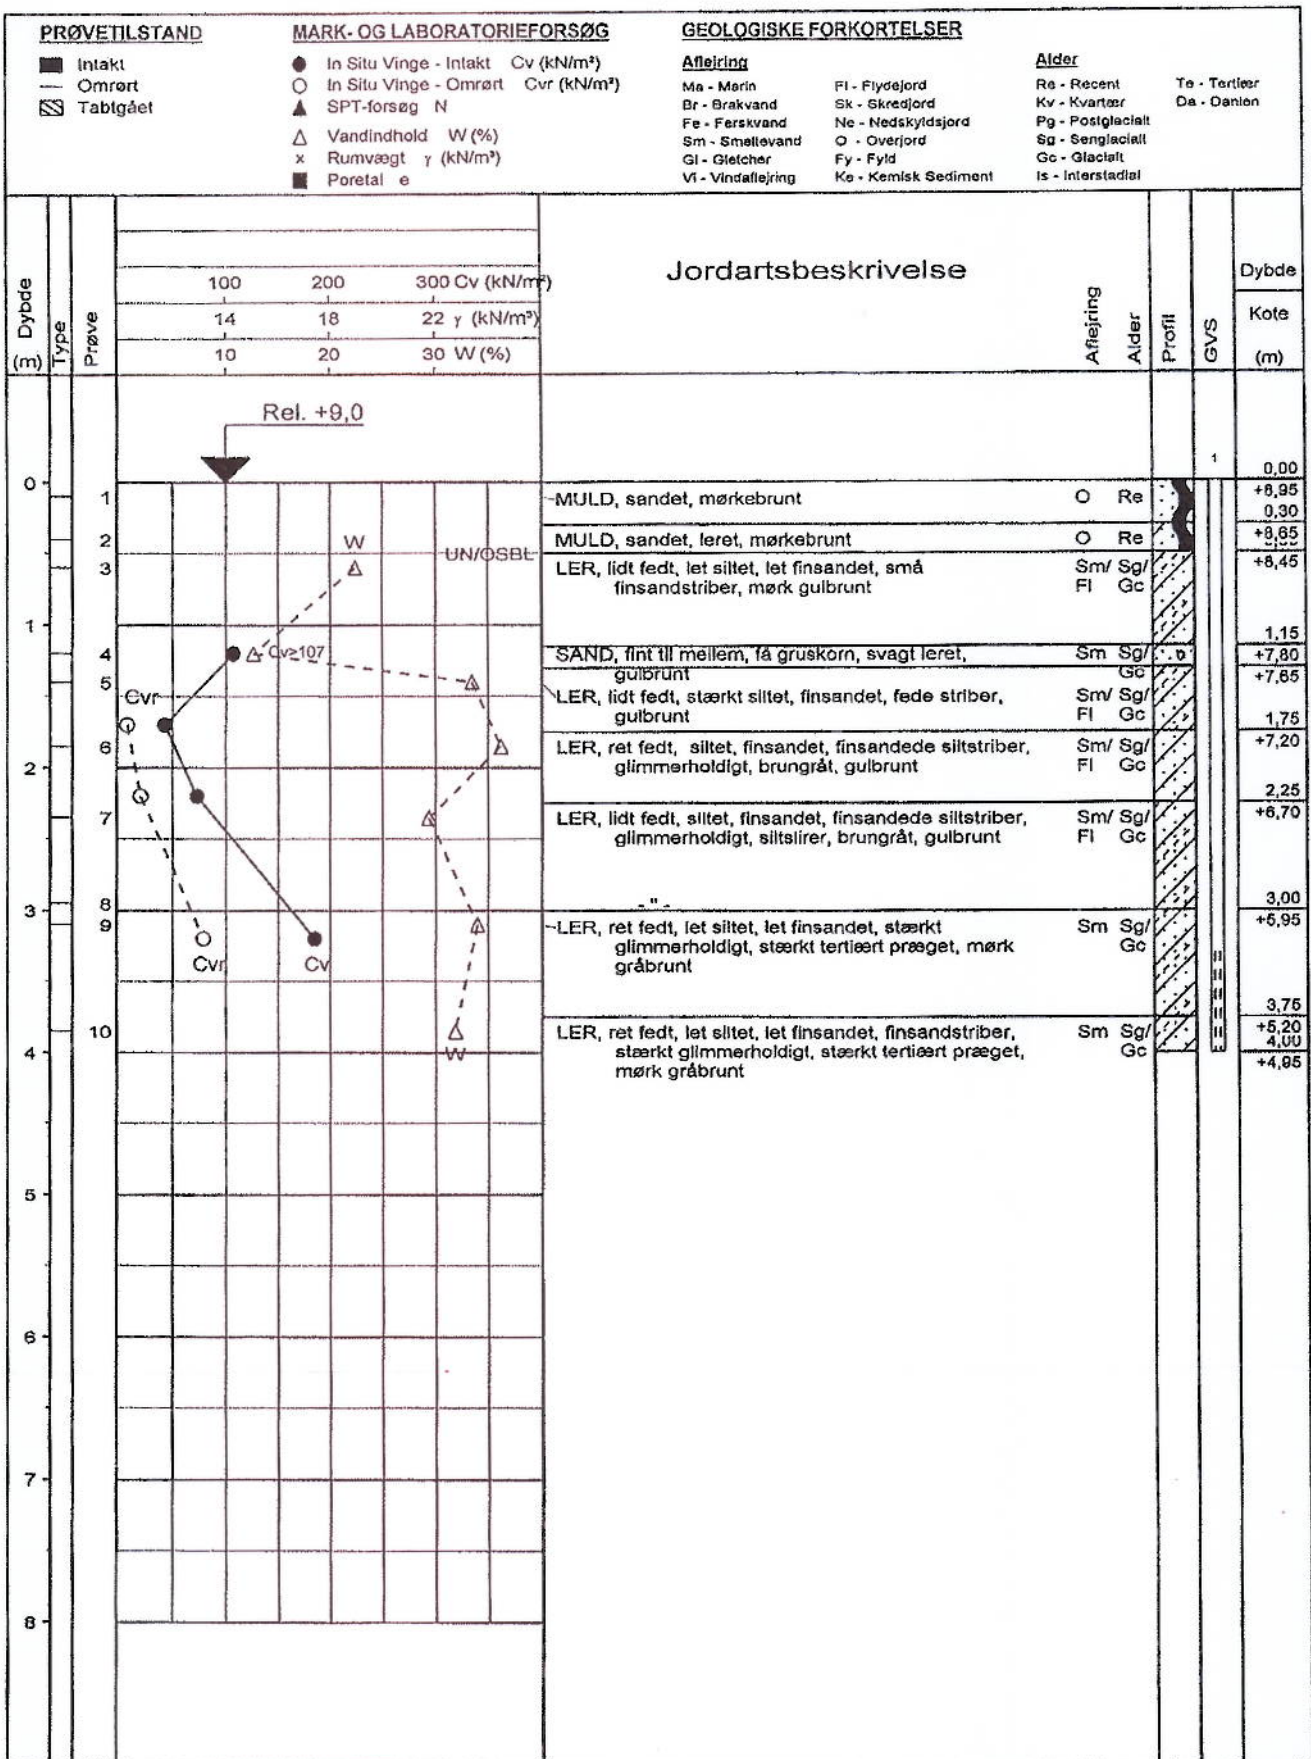 PRØVETILSTAND
Intakt
Omrørt
Tabtgået
MARK- OG LABORATORIEFORSØG
In Situ Vinge - Intakt Cv (kN/m²)
In Situ Vinge - Omrørt Cvr (kN/m²)
SPT-forsøg N
Vandindhold W (%)
Rumvægt γ (kN/m³)
Poretal e
GEOLOGISKE FORKORTELSER
Aflejring
Ma - Marin
Br - Brakvand
Fe - Ferskvand
Sm - Smeltevand
Gl - Gletcher
Vi - Vindaflejring
Fl - Flydejord
Sk - Skredjord
Ne - Nedskyldsjord
O - Overjord
Fy - Fyld
Ke - Kemisk Sediment
Alder
Re - Recent
Kv - Kvartær
Pg - Postglacialt
Sg - Senglacialt
Gc - Glacialt
Is - Interstadial
Te - Tertiær
Da - Danien
Dybde
(m)
Type
Prøve
100 200 300 Cv (kN/m²)
14 18 22 γ (kN/m³)
10 20 30 W (%)
Jordartsbeskrivelse
Aflejring
Alder
Profil
GVS
Dybde
Kote
(m)
Rel. +9,0
1
0,00
0
1
MULD, sandet, mørkebrunt O Re
+8,95
0,30
2
W
UN/OSBL
MULD, sandet, leret, mørkebrunt O Re
+8,65
3
LER, lidt fedt, let siltet, let finsandet, små Sm/ Sg/
finsandstriber, mørk gulbrunt Fl Gc
+8,45
1
1,15
4
Cv>107
SAND, fint til mellem, få gruskorn, svagt leret, Sm Sg/
gulbrunt Gc
+7,80
+7,65
5
Cvr
LER, lidt fedt, stærkt siltet, finsandet, fede striber, Sm/ Sg/
gulbrunt Fl Gc
1,75
6
LER, ret fedt, siltet, finsandet, finsandede siltstriber, Sm/ Sg/
glimmerholdigt, brungråt, gulbrunt Fl Gc
+7,20
2
2,25
7
LER, lidt fedt, siltet, finsandet, finsandede siltstriber, Sm/ Sg/
glimmerholdigt, siltslirer, brungråt, gulbrunt Fl Gc
+6,70
8
- " -
3,00
3
9
LER, ret fedt, let siltet, let finsandet, stærkt Sm Sg/
glimmerholdigt, stærkt tertiært præget, mørk Gc
gråbrunt
+5,95
Cvr Cv
3,75
10
LER, ret fedt, let siltet, let finsandet, finsandstriber, Sm Sg/
stærkt glimmerholdigt, stærkt tertiært præget, Gc
mørk gråbrunt
+5,20
4,00
4
W
+4,95
5
6
7
8